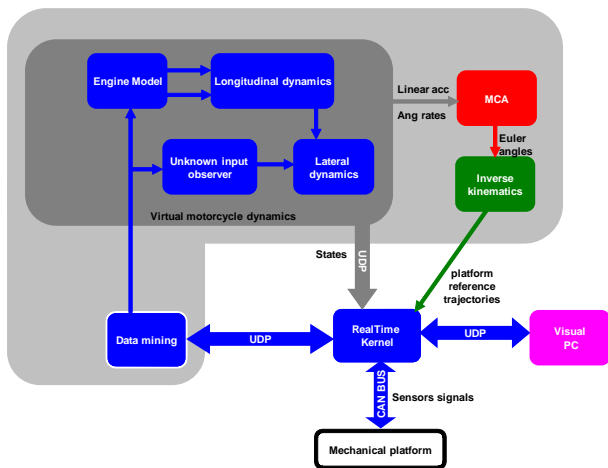 Engine Model
Longitudinal dynamics
Linear acc
Ang rates
MCA
Euler
angles
Unknown input
observer
Lateral
dynamics
Inverse
kinematics
Virtual motorcycle dynamics
States
UDP
platform
reference
trajectories
Data mining
UDP
RealTime
Kernel
UDP
Visual
PC
CAN BUS
Sensors signals
Mechanical platform